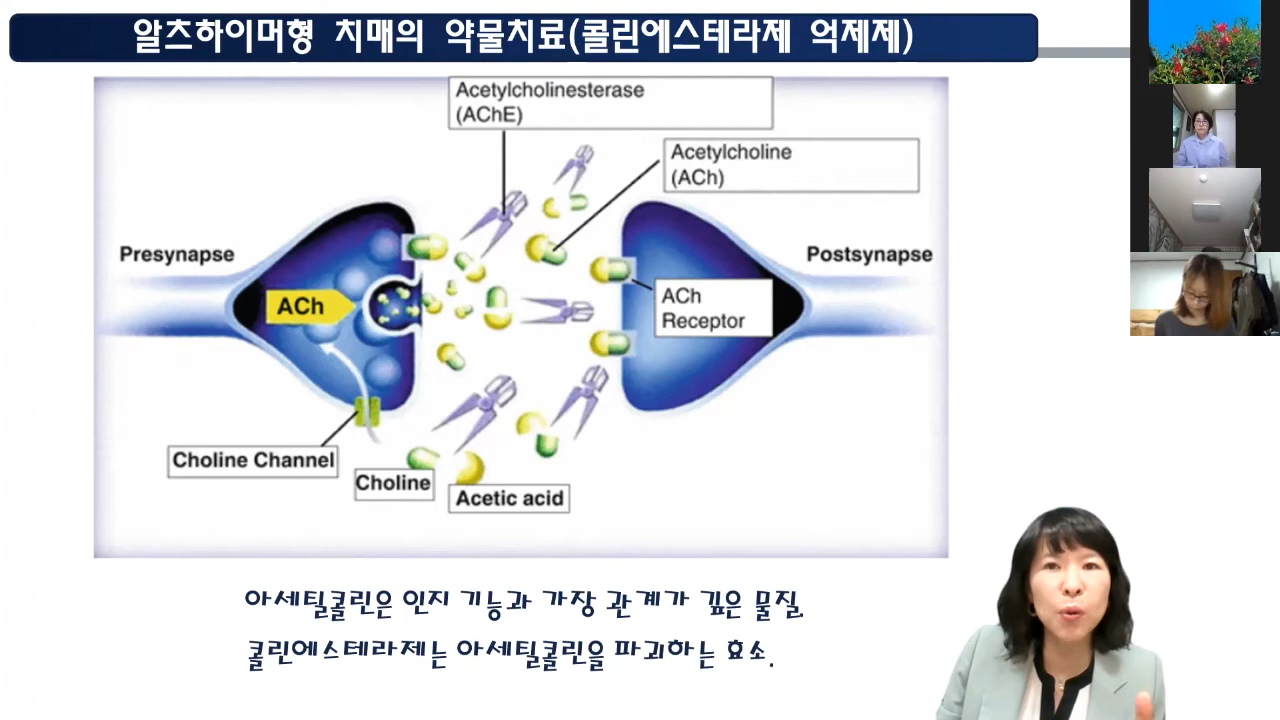 알츠하이머형 치매의 약물치료(콜린에스테라제 억제제)
Acetylcholinesterase
(AChE)
Acetylcholine
(ACh)
Presynapse
Postsynapse
ACh
ACh
Receptor
Choline Channel
Choline
Acetic acid
아세틸콜린은 인지 기능과 가장 관계가 깊은 물질.
콜린에스테라제는 아세틸콜린을 파괴하는 효소.